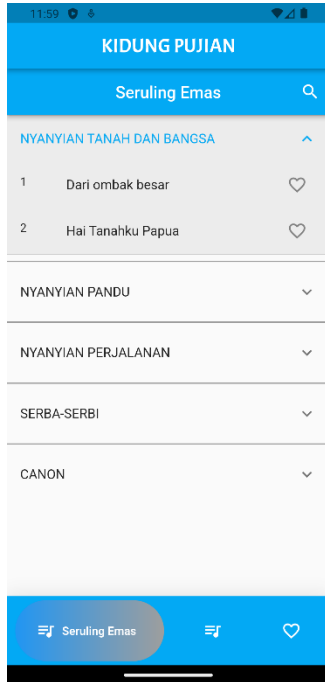 11:59
KIDUNG PUJIAN
Seruling Emas
NYANYIAN TANAH DAN BANGSA
1 Dari ombak besar
2 Hai Tanahku Papua
NYANYIAN PANDU
NYANYIAN PERJALANAN
SERBA-SERBI
CANON
Seruling Emas